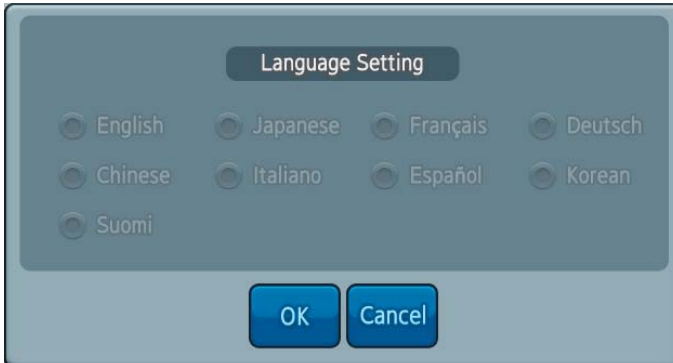 Language Setting
English Japanese Français Deutsch
Chinese Italiano Español Korean
Suomi
OK Cancel